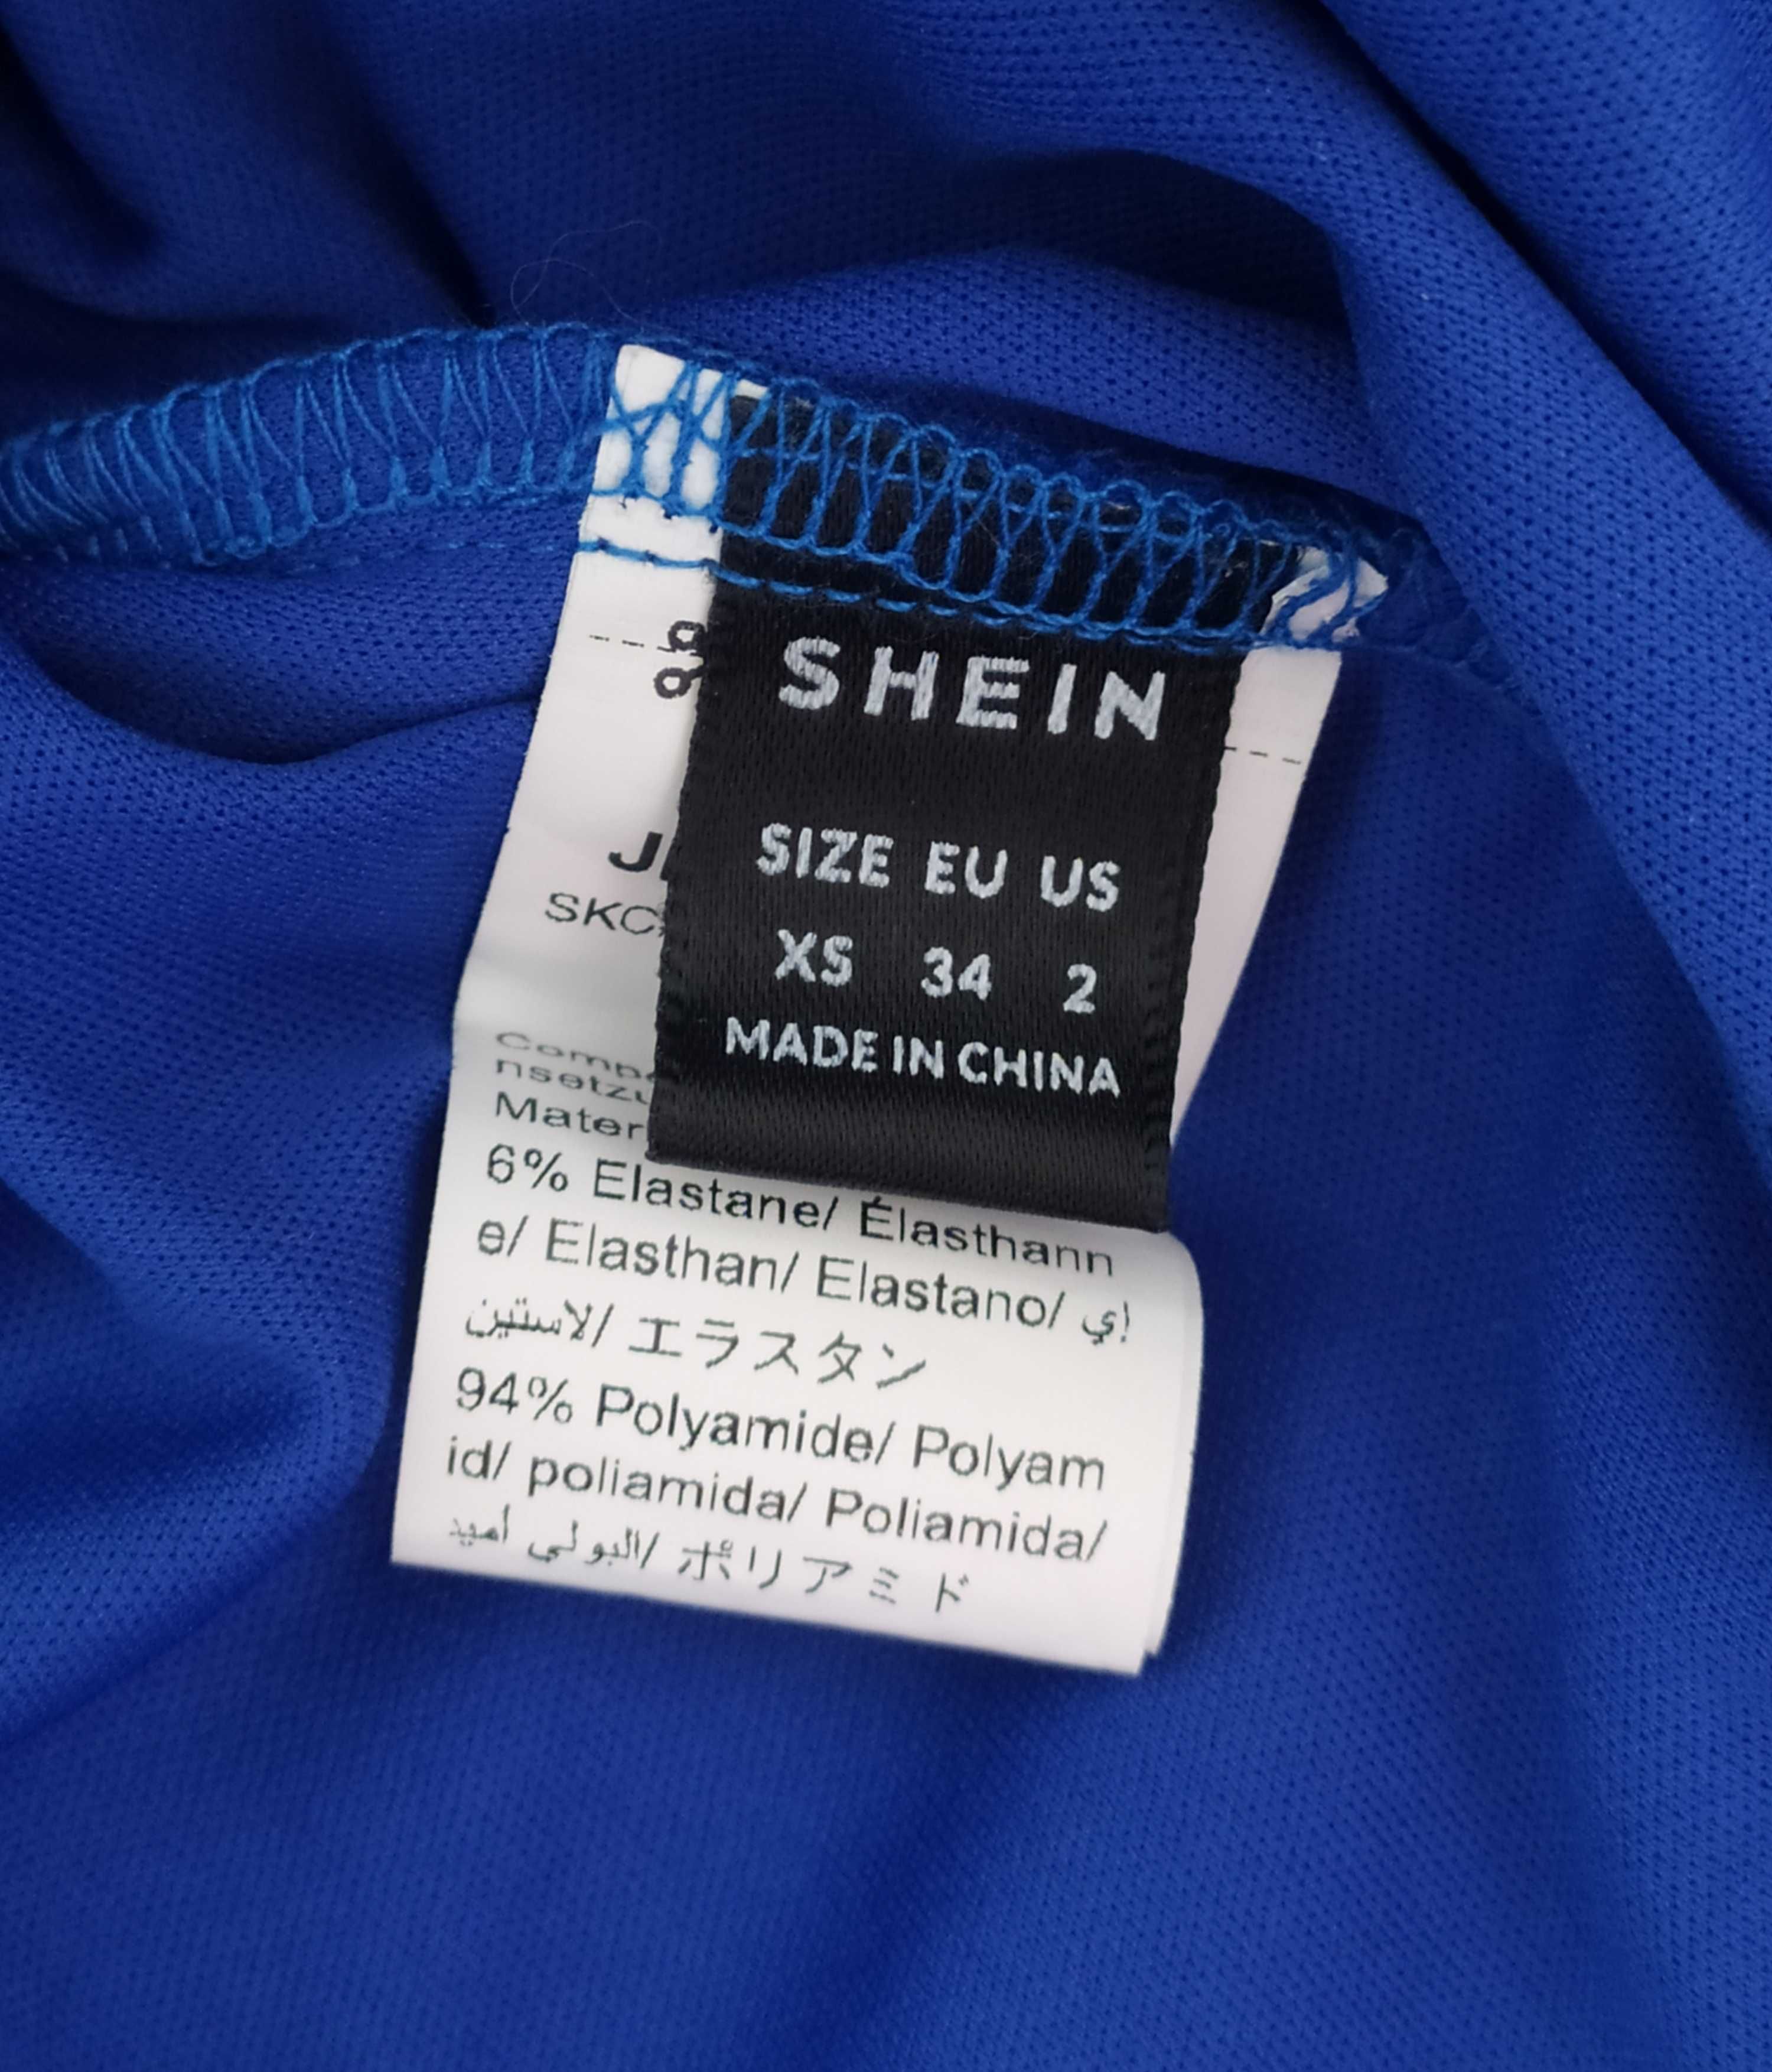 SHEIN
SIZE EU US
XS 34 2
MADE IN CHINA
6% Elastane/ Élasthann
e/ Elasthan/ Elastano/ إي
لاستين/ エラスタン
94% Polyamide/ Polyam
id/ poliamida/ Poliamida/
البولي أميد/ ポリアミド